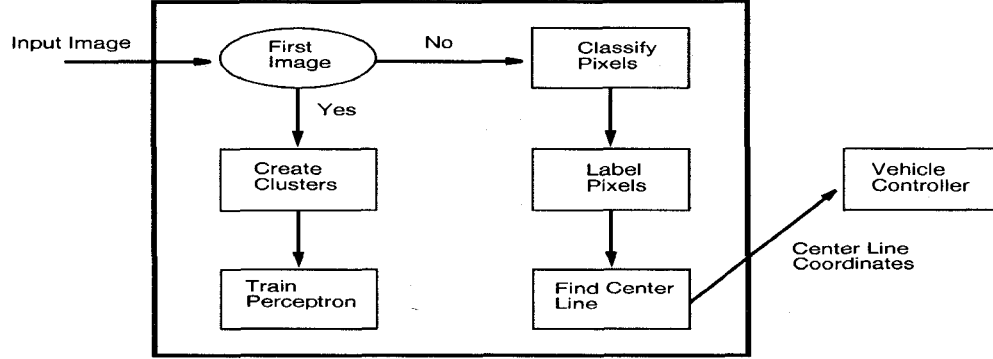 Input Image
First
Image
No
Classify
Pixels
Yes
Create
Clusters
Label
Pixels
Vehicle
Controller
Center Line
Coordinates
Train
Perceptron
Find Center
Line